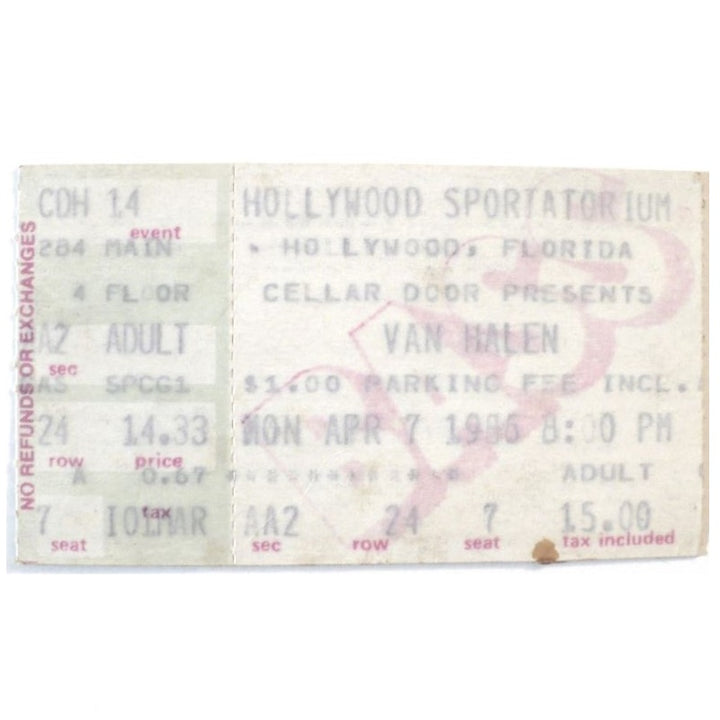 NO REFUNDS OR EXCHANGES
CDH 14
event
284 MAIN
4 FLOOR
A2 ADULT
sec
AS SPCG1
24 14.33
row price
A 0.67
tax
7 IO1MAR
seat
HOLLYWOOD SPORTATORIUM
* HOLLYWOOD, FLORIDA
CELLAR DOOR PRESENTS
VAN HALEN
$1.00 PARKING FEE INCL.
MON APR 7 1986 8:00 PM
******************* ADULT
AA2 24 7 15.00
sec row seat tax included